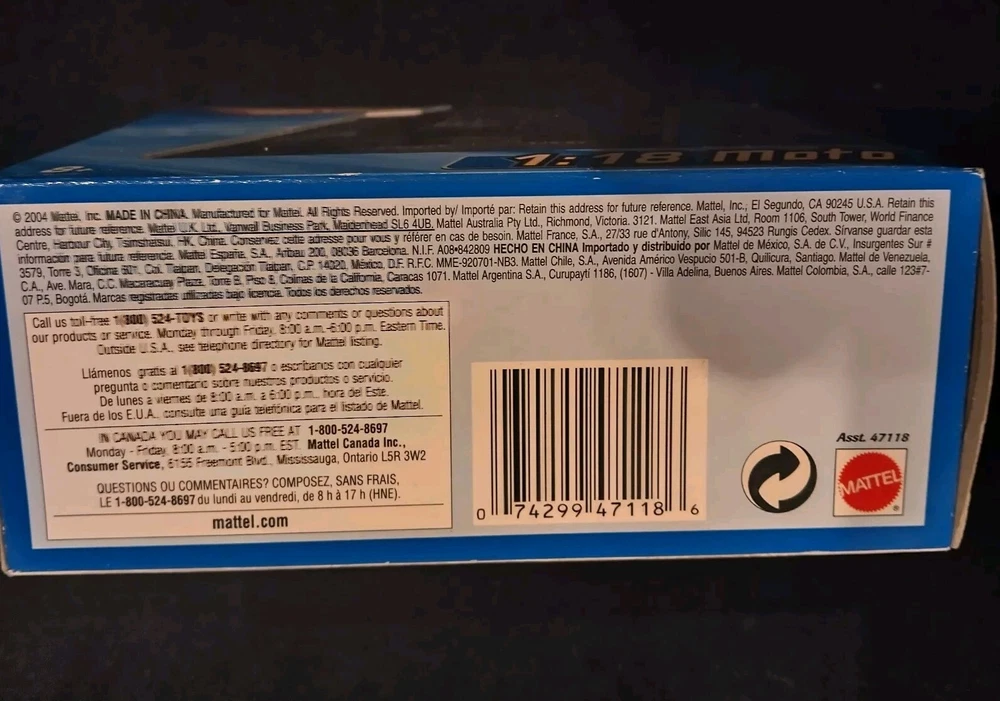 1:18 moto
© 2004 Mattel, Inc. MADE IN CHINA. Manufactured for Mattel. All Rights Reserved. Imported by/ Importé par: Retain this address for future reference. Mattel, Inc., El Segundo, CA 90245 U.S.A. Retain this
address for future reference. Mattel U.K. Ltd., Vanwall Business Park, Maidenhead SL6 4UB. Mattel Australia Pty Ltd., Richmond, Victoria. 3121. Mattel East Asia Ltd, Room 1106, South Tower, World Finance
Centre, Harbour City, Tsimshatsui, HK, China. Conservez cette adresse pour vous y référer en cas de besoin. Mattel France, S.A., 27/33 rue d'Antony, Silic 145, 94523 Rungis Cedex. Sírvanse guardar esta
información para futura referencia. Mattel España, S.A., Aribau 200, 08036 Barcelona. N.I.F. A08•842809 HECHO EN CHINA Importado y distribuido por Mattel de México, S.A. de C.V., Insurgentes Sur #
3579, Torre 3, Oficina 601, Col. Tlalpan, Delegación Tlalpan, C.P. 14020, México, D.F. R.F.C. MME-920701-NB3. Mattel Chile, S.A., Avenida Américo Vespucio 501-B, Quilicura, Santiago. Mattel de Venezuela,
C.A., Ave. Mara, C.C. Macaracuay Plaza, Torre B, Piso 8, Colinas de la California, Caracas 1071. Mattel Argentina S.A., Curupaytí 1186, (1607) - Villa Adelina, Buenos Aires. Mattel Colombia, S.A., calle 123#7-
07 P.5, Bogotá. Marcas registradas utilizadas bajo licencia. Todos los derechos reservados.
Call us toll-free 1(800) 524-TOYS or write with any comments or questions about
our products or service. Monday through Friday, 8:00 a.m.-6:00 p.m. Eastern Time.
Outside U.S.A., see telephone directory for Mattel listing.
Llámenos gratis al 1(800) 524-8697 o escríbanos con cualquier
pregunta o comentario sobre nuestros productos o servicio.
De lunes a viernes de 8:00 a.m. a 6:00 p.m., hora del Este.
Fuera de los E.U.A. consulte una guía telefónica para el listado de Mattel.
IN CANADA YOU MAY CALL US FREE AT 1-800-524-8697
Monday - Friday, 8:00 a.m. - 5:00 p.m. EST. Mattel Canada Inc.,
Consumer Service, 6155 Freemont Blvd., Mississauga, Ontario L5R 3W2
QUESTIONS OU COMMENTAIRES? COMPOSEZ, SANS FRAIS,
LE 1-800-524-8697 du lundi au vendredi, de 8 h à 17 h (HNE).
mattel.com
0 74299 47118 6
Asst. 47118
MATTEL